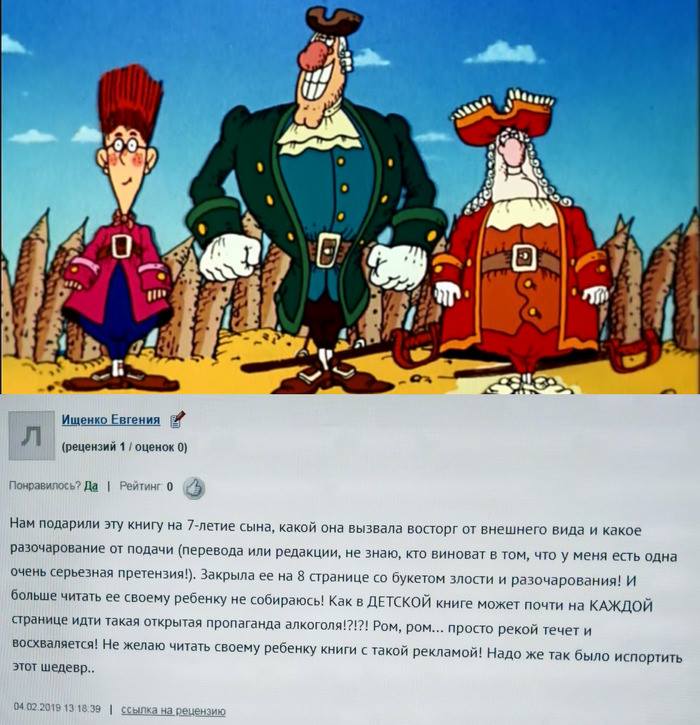 Л
Ищенко Евгения
(рецензий 1 / оценок 0)
Понравилось? Да | Рейтинг: 0
Нам подарили эту книгу на 7-летие сына, какой она вызвала восторг от внешнего вида и какое
разочарование от подачи (перевода или редакции, не знаю, кто виноват в том, что у меня есть одна
очень серьезная претензия!). Закрыла ее на 8 странице со букетом злости и разочарования! И
больше читать ее своему ребенку не собираюсь! Как в ДЕТСКОЙ книге может почти на КАЖДОЙ
странице идти такая открытая пропаганда алкоголя!?!?! Ром, ром... просто рекой течет и
восхваляется! Не желаю читать своему ребенку книги с такой рекламой! Надо же так было испортить
этот шедевр..
04.02.2019 13:18:39 | ссылка на рецензию